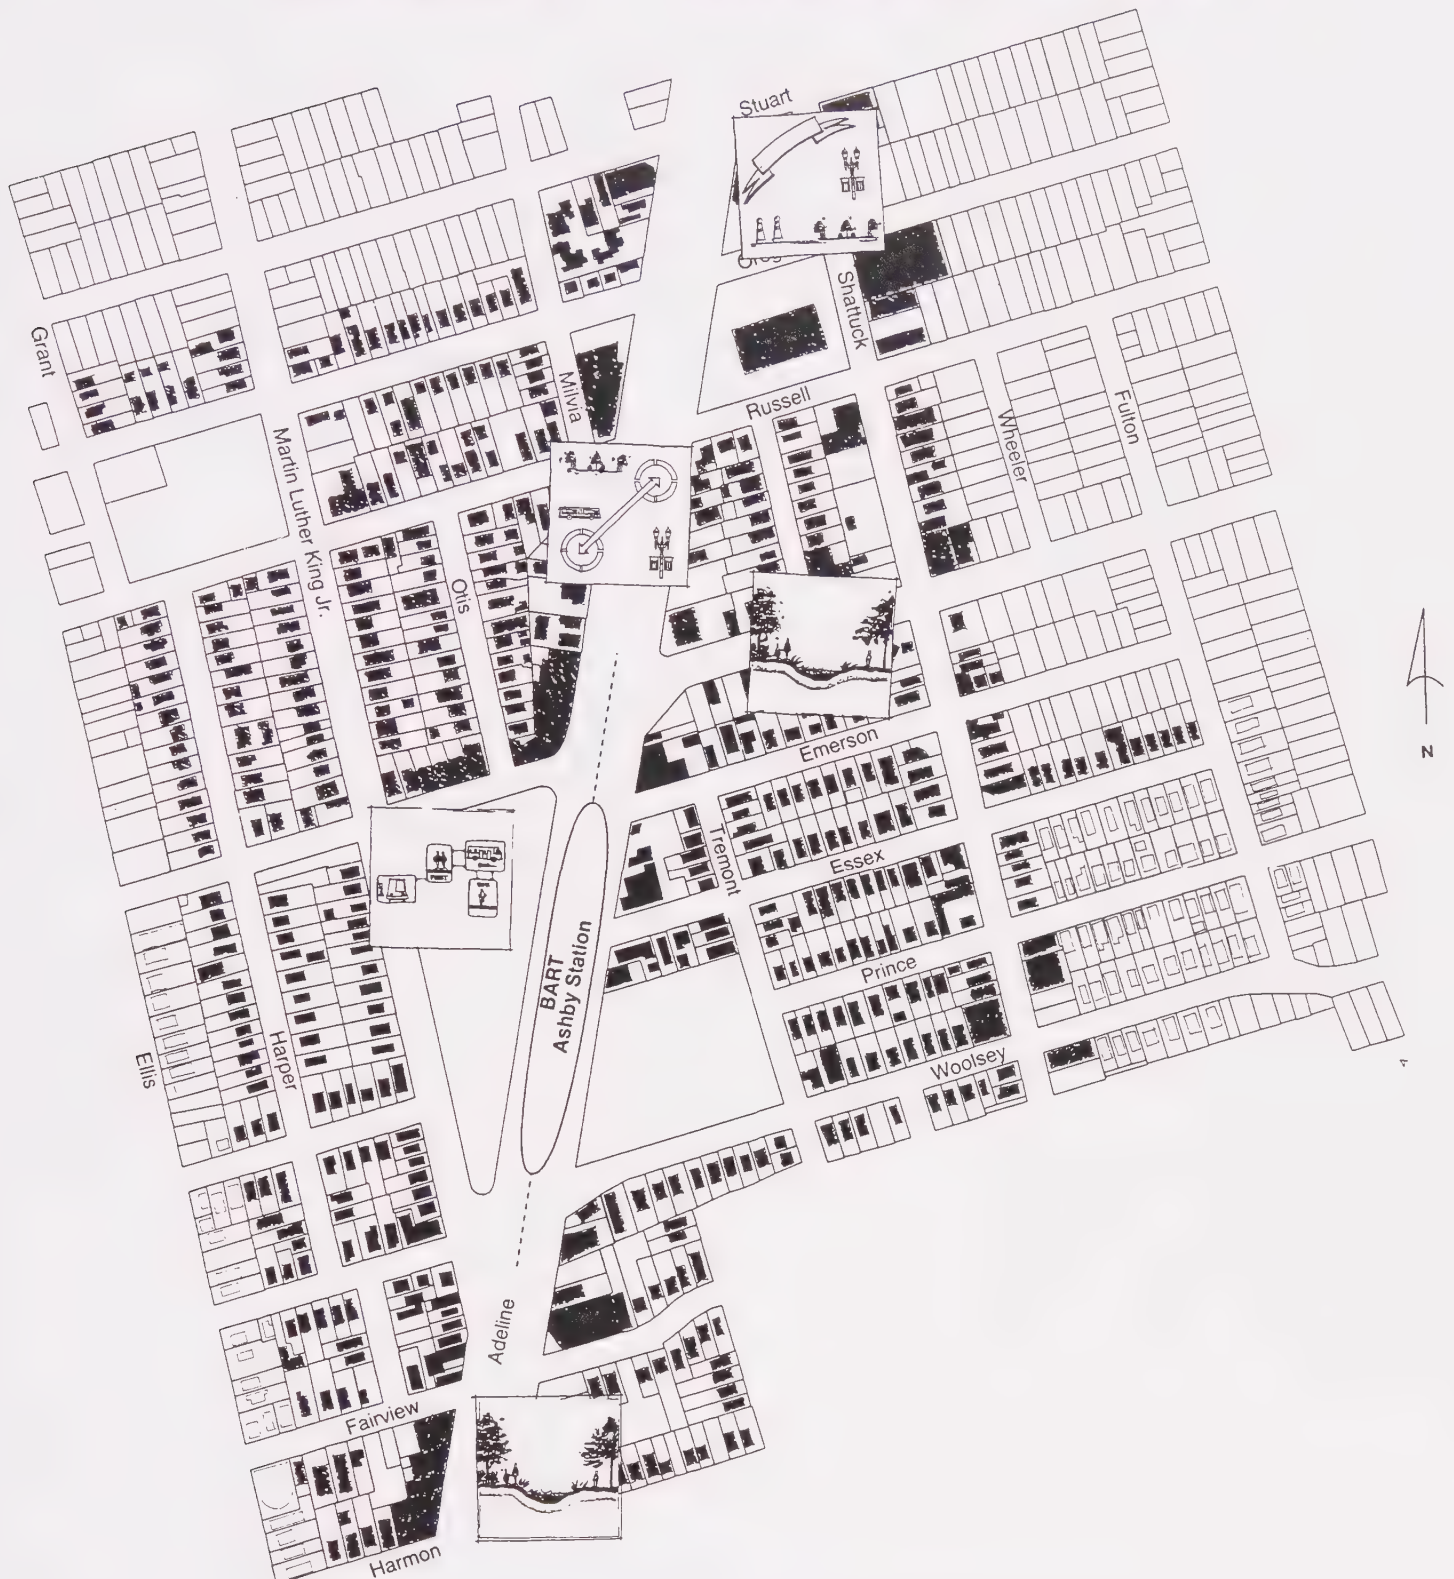 Stuart
Shattuck
Grant
Milvia
Russell
Fulton
Wheeler
Martin Luther King Jr.
Otis
Emerson
N
Tremont
Essex
BART
Ashby Station
Prince
Harper
Ellis
Woolsey
Adeline
Fairview
Harmon